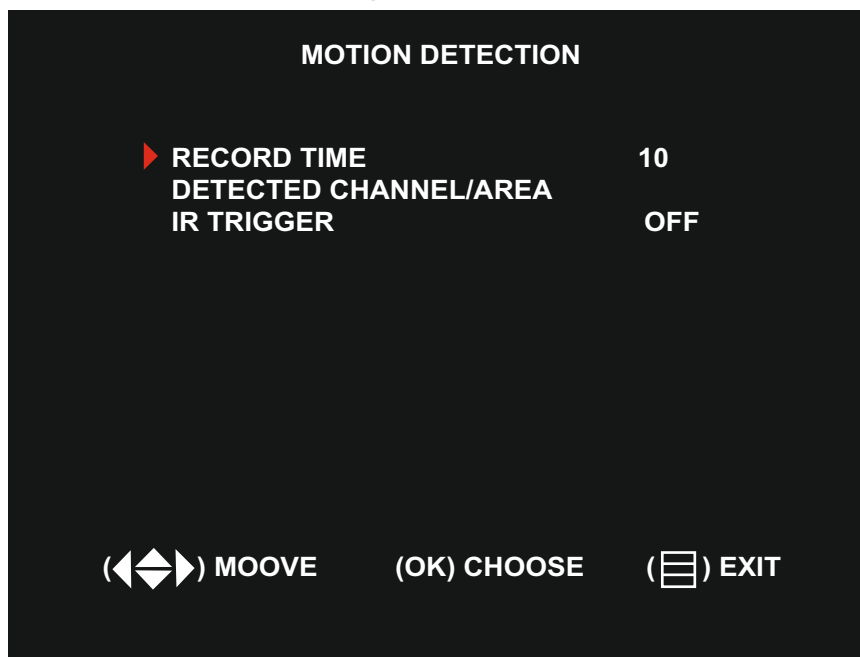 MOTION DETECTION
RECORD TIME 10
DETECTED CHANNEL/AREA
IR TRIGGER OFF
() MOOVE (OK) CHOOSE () EXIT